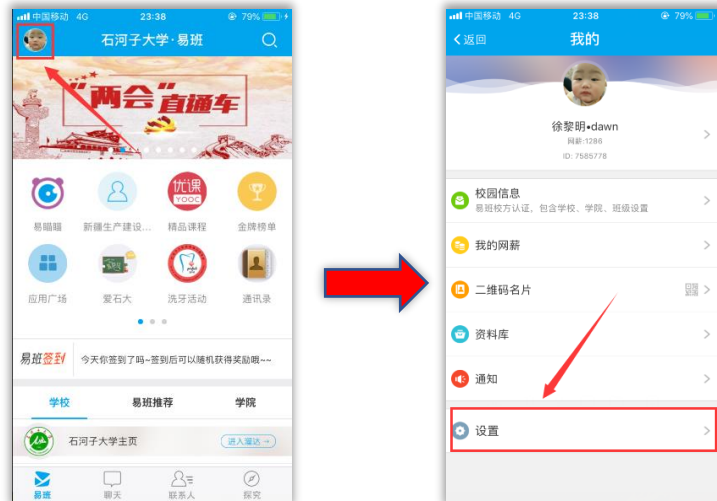 中国移动 4G 23:38 79%
石河子大学·易班
“两会”直通车
易瞄瞄 新疆生产建设... 精品课程 金牌榜单
优课
YOOC
应用广场 爱石大 洗牙活动 通讯录
易班签到 今天你签到了吗~签到后可以随机获得奖励哦~~
学校 易班推荐 学院
石河子大学主页 进入溜达→
易班 聊天 联系人 探究
中国移动 4G 23:38 79%
返回 我的
徐黎明•dawn
网薪:1286
ID: 7585778
校园信息
易班校方认证，包含学校、学院、班级设置
我的网薪
二维码名片
资料库
通知
设置